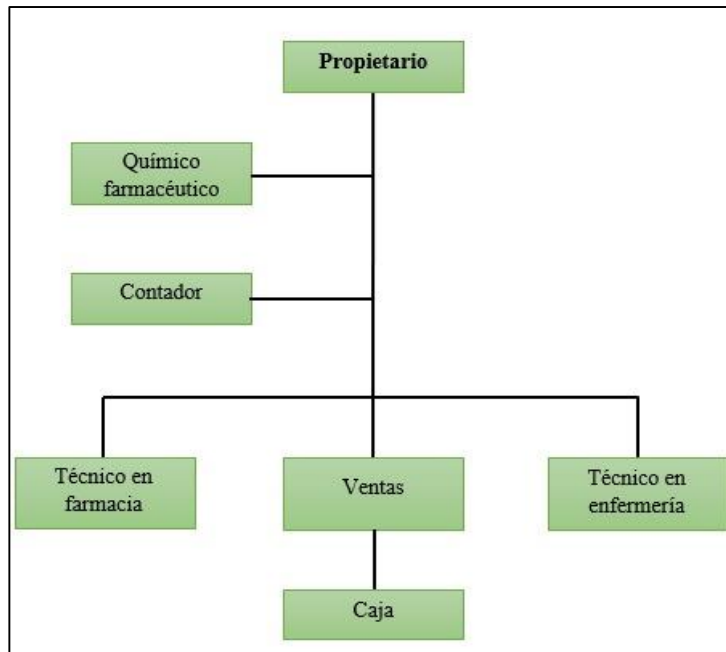 Propietario
Químico
farmacéutico
Contador
Técnico en
farmacia
Ventas
Técnico en
enfermería
Caja